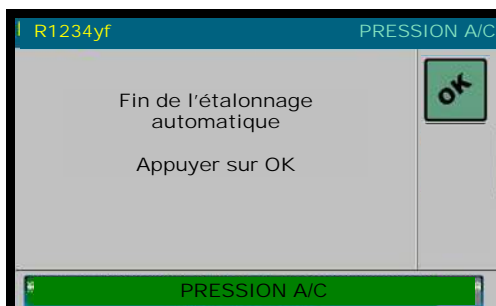 R1234yf PRESSION A/C
OK
Fin de l'étalonnage
automatique
Appuyer sur OK
PRESSION A/C